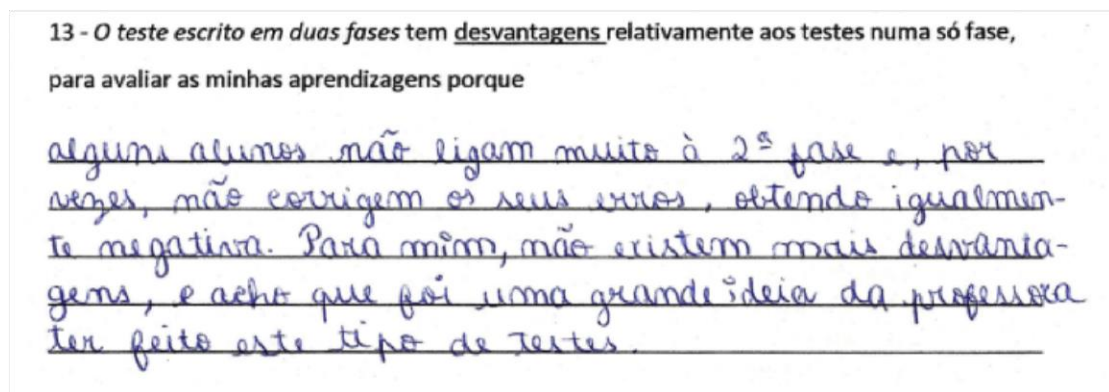 13 - O teste escrito em duas fases tem desvantagens relativamente aos testes numa só fase,
para avaliar as minhas aprendizagens porque
alguns alunos não ligam muito à 2ª fase e, por
vezes, não corrigem os seus erros, obtendo igualmen-
te negativa. Para mim, não existem mais desvanta-
gens, e acho que foi uma grande ideia da professora
ter feito este tipo de testes.